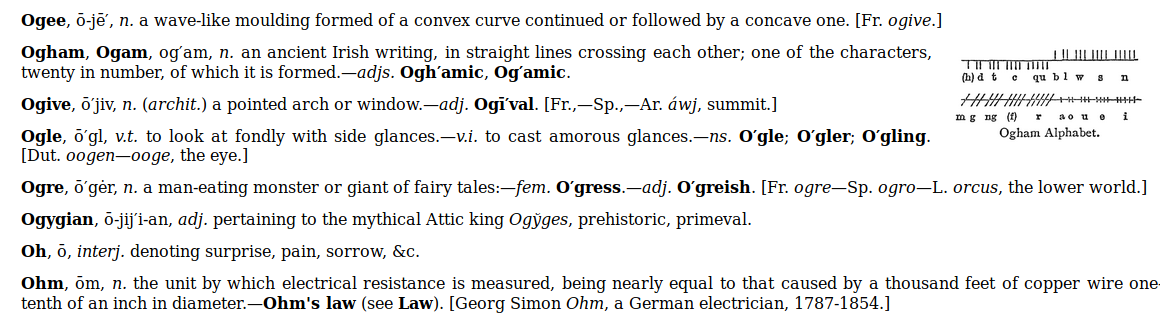 Ogee, ō-jē′, n. a wave-like moulding formed of a convex curve continued or followed by a concave one. [Fr. ogive.]
Ogham, Ogam, og′am, n. an ancient Irish writing, in straight lines crossing each other; one of the characters,
twenty in number, of which it is formed.—adjs. Ogh′amic, Og′amic.
(h) d t c qu b l w s n
m g ng (f) r a o u e i
Ogham Alphabet.
Ogive, ō′jiv, n. (archit.) a pointed arch or window.—adj. Ogī′val. [Fr.,—Sp.,—Ar. áwj, summit.]
Ogle, ō′gl, v.t. to look at fondly with side glances.—v.i. to cast amorous glances.—ns. O′gle; O′gler; O′gling.
[Dut. oogen—ooge, the eye.]
Ogre, ō′gėr, n. a man-eating monster or giant of fairy tales:—fem. O′gress.—adj. O′greish. [Fr. ogre—Sp. ogro—L. orcus, the lower world.]
Ogygian, ō-jij′i-an, adj. pertaining to the mythical Attic king Ogy̆ges, prehistoric, primeval.
Oh, ō, interj. denoting surprise, pain, sorrow, &c.
Ohm, ōm, n. the unit by which electrical resistance is measured, being nearly equal to that caused by a thousand feet of copper wire one-
tenth of an inch in diameter.—Ohm's law (see Law). [Georg Simon Ohm, a German electrician, 1787-1854.]